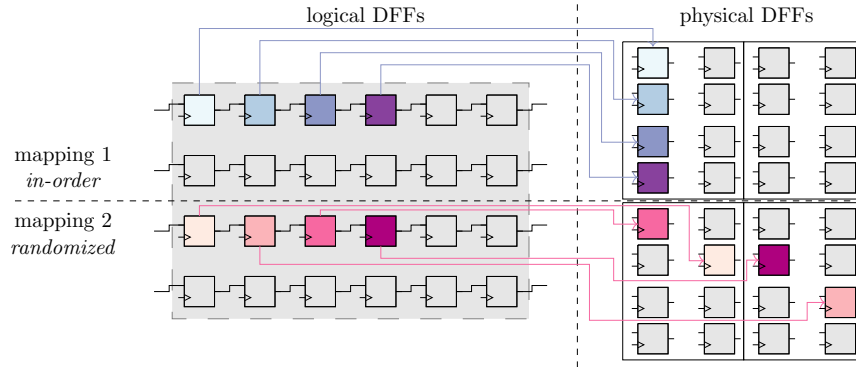 logical DFFs
physical DFFs
mapping 1
in-order
mapping 2
randomized